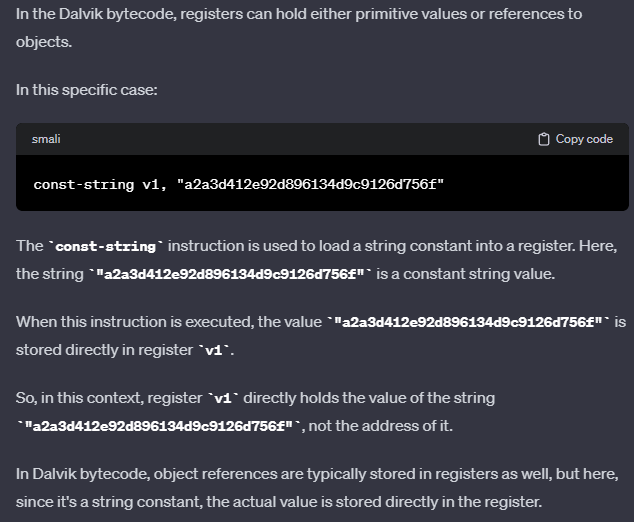 In the Dalvik bytecode, registers can hold either primitive values or references to
objects.
In this specific case:
smali
Copy code
const-string v1, "a2a3d412e92d896134d9c9126d756f"
The `const-string` instruction is used to load a string constant into a register. Here,
the string `"a2a3d412e92d896134d9c9126d756f"` is a constant string value.
When this instruction is executed, the value `"a2a3d412e92d896134d9c9126d756f"` is
stored directly in register `v1`.
So, in this context, register `v1` directly holds the value of the string
`"a2a3d412e92d896134d9c9126d756f"`, not the address of it.
In Dalvik bytecode, object references are typically stored in registers as well, but here,
since it's a string constant, the actual value is stored directly in the register.